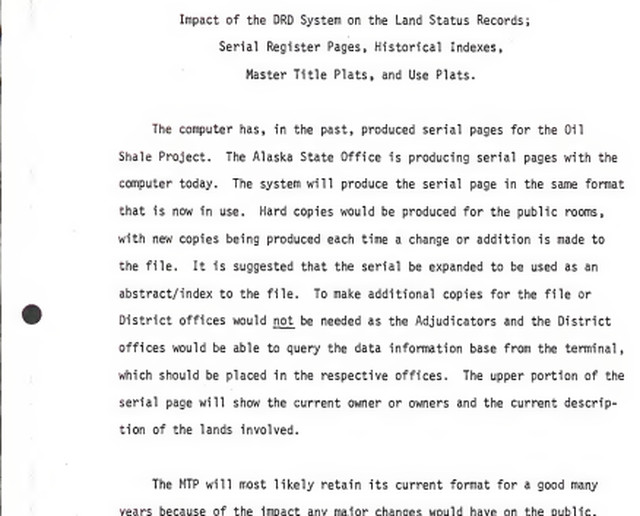 Impact of the DRD System on the Land Status Records;
Serial Register Pages, Historical Indexes,
Master Title Plats, and Use Plats.
The computer has, in the past, produced serial pages for the Oil
Shale Project. The Alaska State Office is producing serial pages with the
computer today. The system will produce the serial page in the same format
that is now in use. Hard copies would be produced for the public rooms,
with new copies being produced each time a change or addition is made to
the file. It is suggested that the serial be expanded to be used as an
abstract/index to the file. To make additional copies for the file or
District offices would not be needed as the Adjudicators and the District
offices would be able to query the data information base from the terminal,
which should be placed in the respective offices. The upper portion of the
serial page will show the current owner or owners and the current descrip-
tion of the lands involved.
The MTP will most likely retain its current format for a good many
years because of the impact any major changes would have on the public.